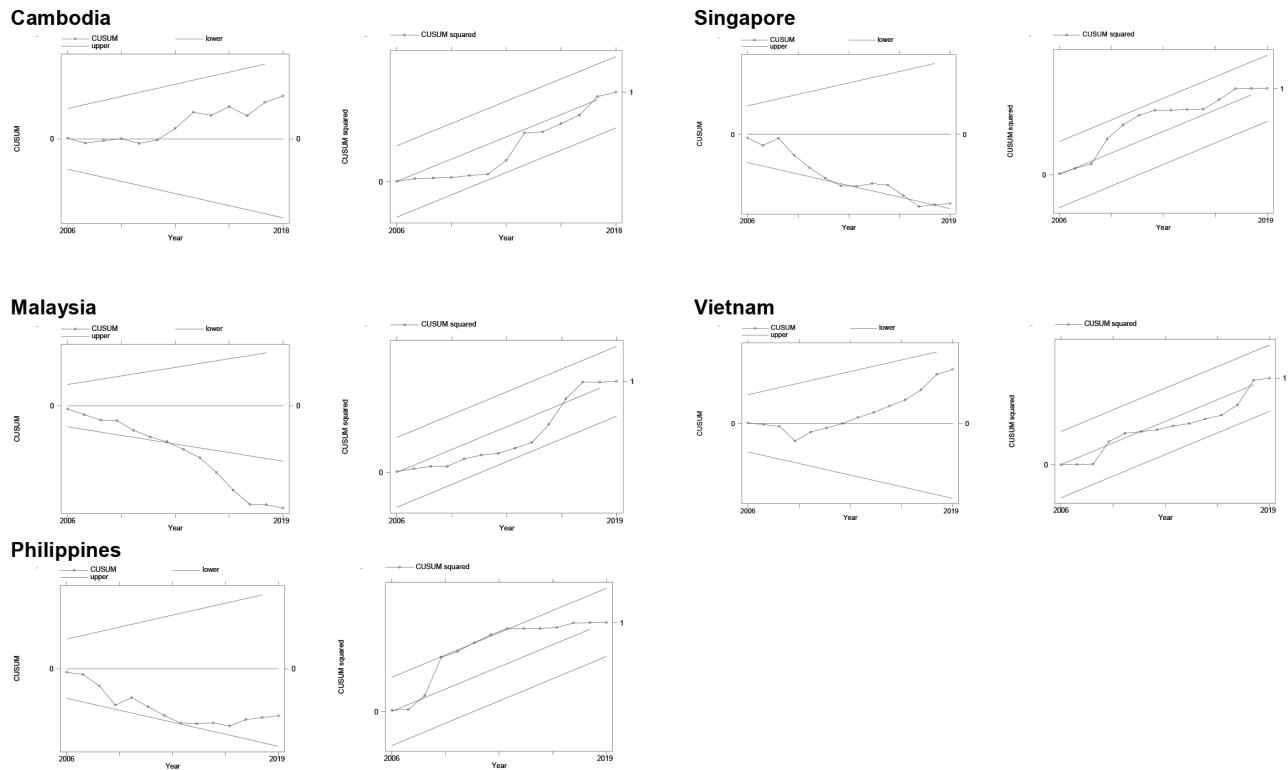 Cambodia
CUSUM
lower
upper
CUSUM
0
0
2006
Year
2018
CUSUM squared
CUSUM squared
0
1
2006
Year
2018
Singapore
CUSUM
lower
upper
CUSUM
0
0
2006
Year
2019
CUSUM squared
CUSUM squared
0
1
2006
Year
2019
Malaysia
CUSUM
lower
upper
CUSUM
0
0
2006
Year
2019
CUSUM squared
CUSUM squared
0
1
2006
Year
2019
Vietnam
CUSUM
lower
upper
CUSUM
0
0
2006
Year
2019
CUSUM squared
CUSUM squared
0
1
2006
Year
2019
Philippines
CUSUM
lower
upper
CUSUM
0
0
2006
Year
2019
CUSUM squared
CUSUM squared
0
1
2006
Year
2019